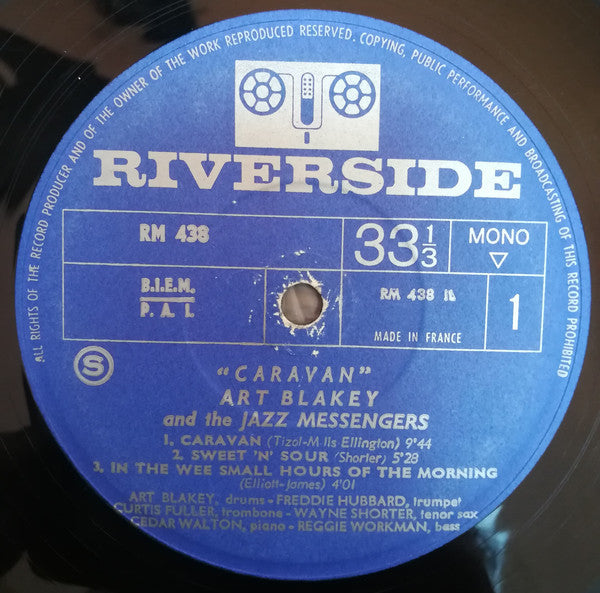 ALL RIGHTS OF THE RECORD PRODUCER AND OF THE OWNER OF THE WORK REPRODUCED RESERVED. COPYING, PUBLIC PERFORMANCE AND BROADCASTING OF THIS RECORD PROHIBITED
RIVERSIDE
RM 438
33 1/3
MONO
B.I.E.M.
P. A. I.
RM 438
1
MADE IN FRANCE
S
"CARAVAN"
ART BLAKEY
and the JAZZ MESSENGERS
1. CARAVAN (Tizol-M lls Ellington) 9'44
2. SWEET 'N' SOUR (Shorter) 5'28
3. IN THE WEE SMALL HOURS OF THE MORNING
(Elliott-James) 4'01
ART BLAKEY, drums - FREDDIE HUBBARD, trumpet
CURTIS FULLER, trombone - WAYNE SHORTER, tenor sax
CEDAR WALTON, piano - REGGIE WORKMAN, bass